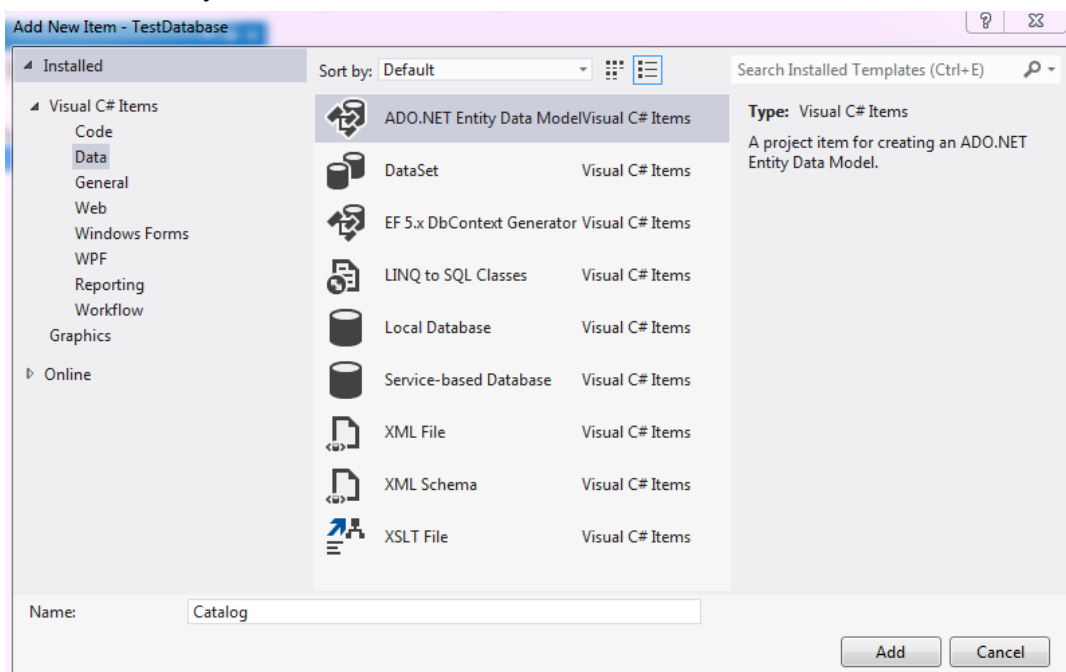 Add New Item - TestDatabase
Installed
Sort by: Default
Search Installed Templates (Ctrl+E)
Visual C# Items
Code
Data
General
Web
Windows Forms
WPF
Reporting
Workflow
Graphics
Online
ADO.NET Entity Data Model Visual C# Items
DataSet Visual C# Items
EF 5.x DbContext Generator Visual C# Items
LINQ to SQL Classes Visual C# Items
Local Database Visual C# Items
Service-based Database Visual C# Items
XML File Visual C# Items
XML Schema Visual C# Items
XSLT File Visual C# Items
Type: Visual C# Items
A project item for creating an ADO.NET
Entity Data Model.
Name: Catalog
Add Cancel